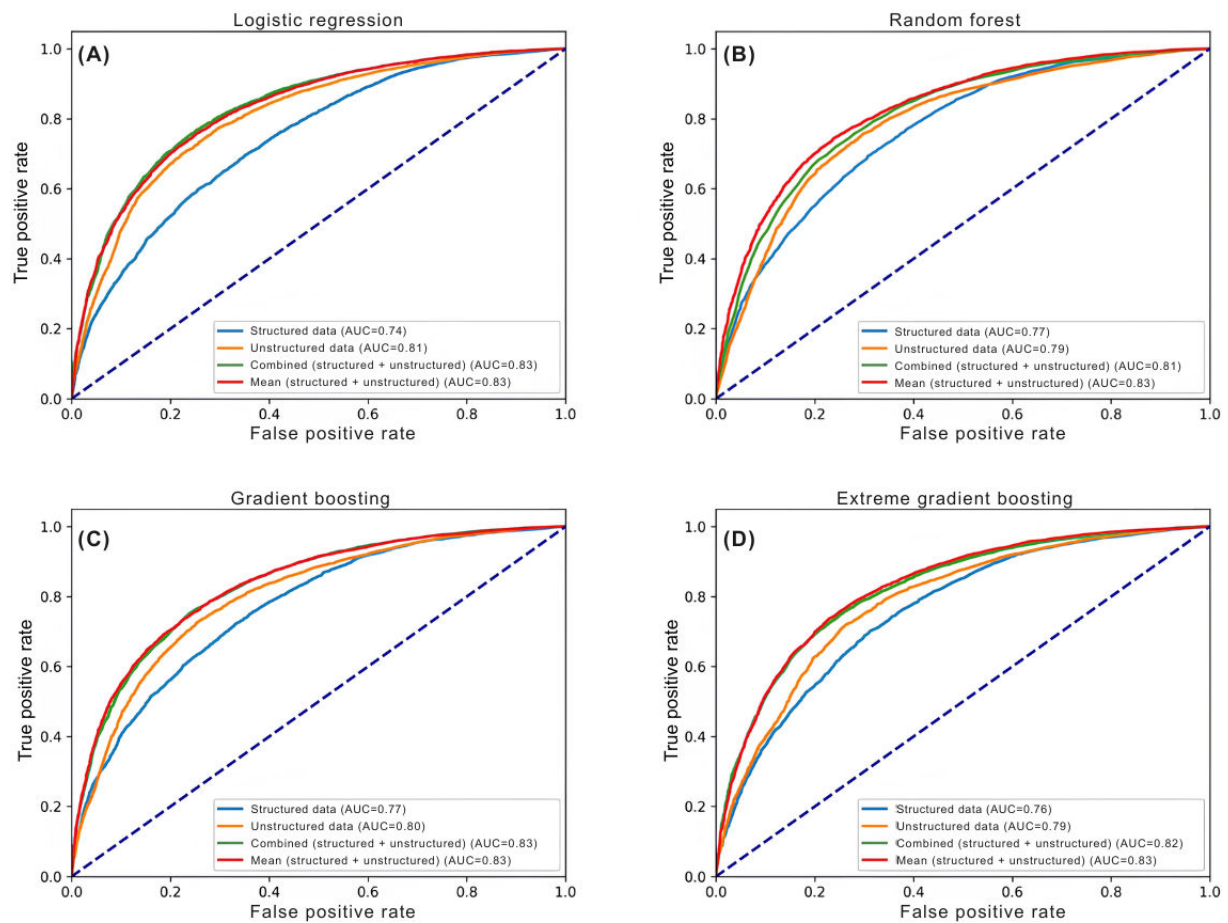 Logistic regression
(A)
1.0
0.8
0.6
0.4
0.2
0.0
True positive rate
Structured data (AUC=0.74)
Unstructured data (AUC=0.81)
Combined (structured + unstructured) (AUC=0.83)
Mean (structured + unstructured) (AUC=0.83)
0.0 0.2 0.4 0.6 0.8 1.0
False positive rate
Random forest
(B)
1.0
0.8
0.6
0.4
0.2
0.0
True positive rate
Structured data (AUC=0.77)
Unstructured data (AUC=0.79)
Combined (structured + unstructured) (AUC=0.81)
Mean (structured + unstructured) (AUC=0.83)
0.0 0.2 0.4 0.6 0.8 1.0
False positive rate
Gradient boosting
(C)
1.0
0.8
0.6
0.4
0.2
0.0
True positive rate
Structured data (AUC=0.77)
Unstructured data (AUC=0.80)
Combined (structured + unstructured) (AUC=0.83)
Mean (structured + unstructured) (AUC=0.83)
0.0 0.2 0.4 0.6 0.8 1.0
False positive rate
Extreme gradient boosting
(D)
1.0
0.8
0.6
0.4
0.2
0.0
True positive rate
Structured data (AUC=0.76)
Unstructured data (AUC=0.79)
Combined (structured + unstructured) (AUC=0.82)
Mean (structured + unstructured) (AUC=0.83)
0.0 0.2 0.4 0.6 0.8 1.0
False positive rate